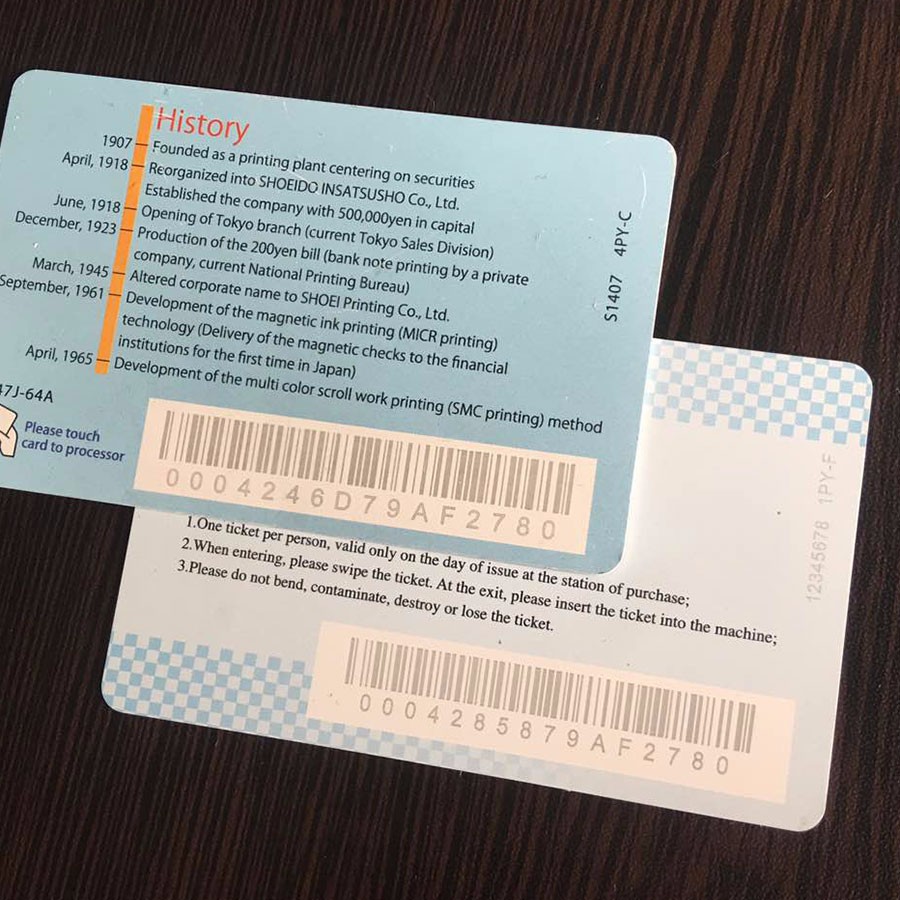 History
1907 Founded as a printing plant centering on securities
April, 1918 Reorganized into SHOEIDO INSATSUSHO Co., Ltd.
Established the company with 500,000yen in capital
June, 1918 Opening of Tokyo branch (current Tokyo Sales Division)
December, 1923 Production of the 200yen bill (bank note printing by a private
company, current National Printing Bureau)
March, 1945 Altered corporate name to SHOEI Printing Co., Ltd.
September, 1961 Development of the magnetic ink printing (MICR printing)
technology (Delivery of the magnetic checks to the financial
institutions for the first time in Japan)
April, 1965 Development of the multi color scroll work printing (SMC printing) method
S1407 4PY-C
47J-64A
Please touch
card to processor
0004246D79AF2780
1.One ticket per person, valid only on the day of issue at the station of purchase;
2.When entering, please swipe the ticket. At the exit, please insert the ticket into the machine;
3.Please do not bend, contaminate, destroy or lose the ticket.
12345678 1PY-F
0004285879AF2780